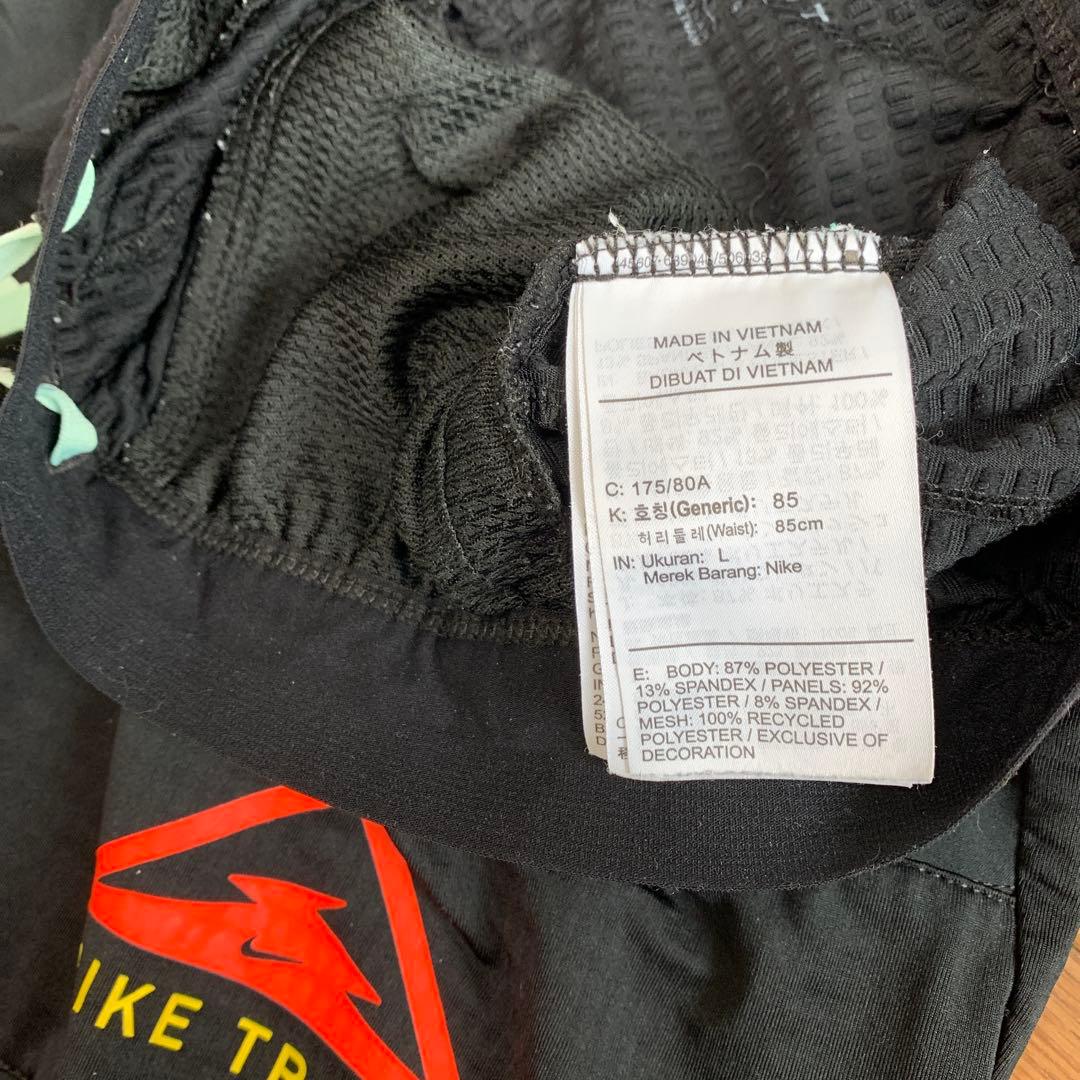 MADE IN VIETNAM
ベトナム製
DIBUAT DI VIETNAM
C: 175/80A
K: 호칭(Generic): 85
허리둘레(Waist): 85cm
IN: Ukuran: L
Merek Barang: Nike
E: BODY: 87% POLYESTER /
13% SPANDEX / PANELS: 92%
POLYESTER / 8% SPANDEX /
MESH: 100% RECYCLED
POLYESTER / EXCLUSIVE OF
DECORATION
IKE TR